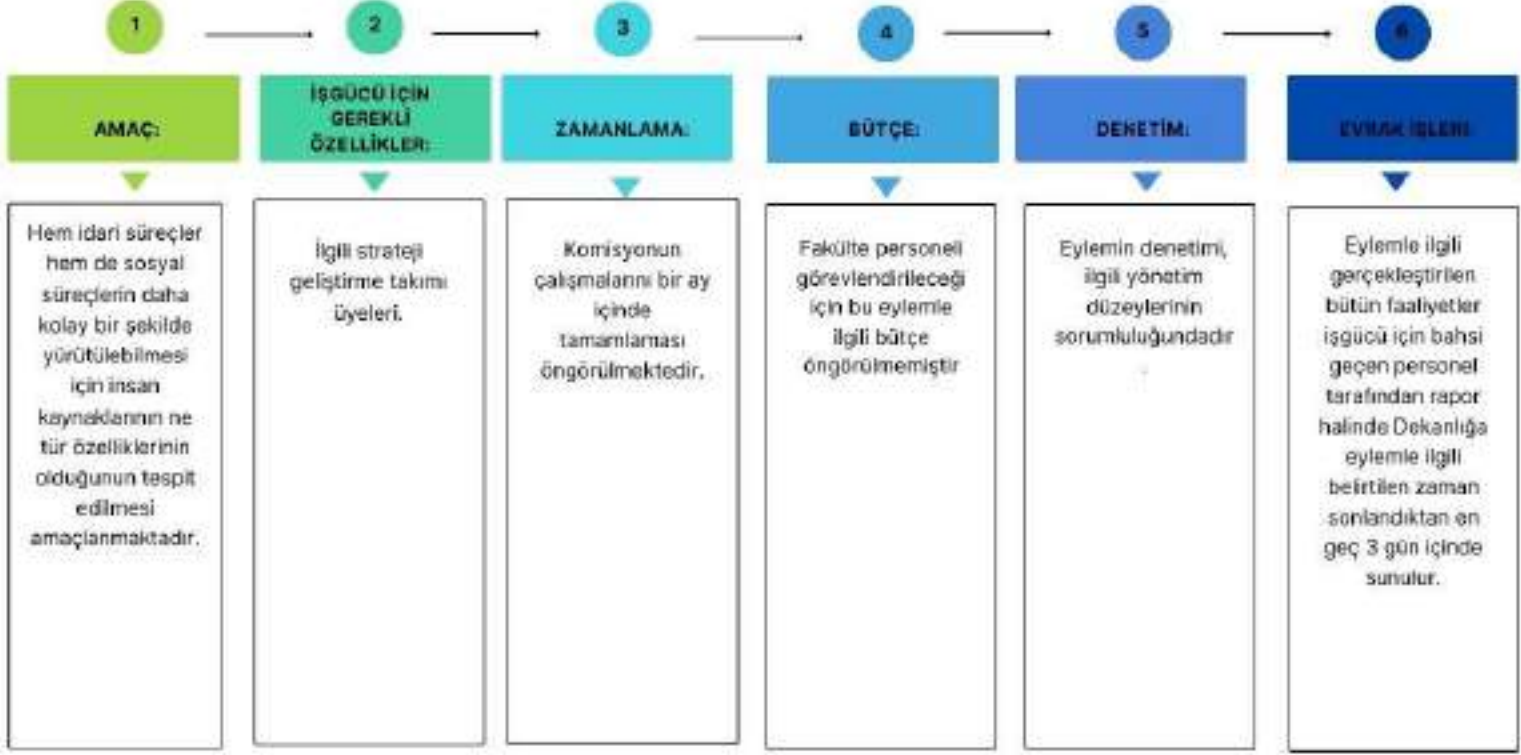 1
AMAÇ:
Hem idari süreçler
hem de sosyal
süreçlerin daha
kolay bir şekilde
yürütülebilmesi
için insan
kaynaklarının ne
tür özelliklerinin
olduğunun tespit
edilmesi
amaçlanmaktadır.
2
İŞGÜCÜ İÇİN
GEREKLİ
ÖZELLİKLER:
İlgili strateji
geliştirme takımı
üyeleri.
3
ZAMANLAMA:
Komisyonun
çalışmalarını bir ay
içinde
tamamlaması
öngörülmektedir.
4
BÜTÇE:
Fakülte personeli
görevlendirileceği
için bu eylemle
ilgili bütçe
öngörülmemiştir
5
DENETİM:
Eylemin denetimi,
ilgili yönetim
düzeylerinin
sorumluluğundadır
.
6
EVRAK İŞLERİ:
Eylemle ilgili
gerçekleştirilen
bütün faaliyetler
işgücü için bahsi
geçen personel
tarafından rapor
halinde Dekanlığa
eylemle ilgili
belirtilen zaman
sonlandıktan en
geç 3 gün içinde
sunulur.